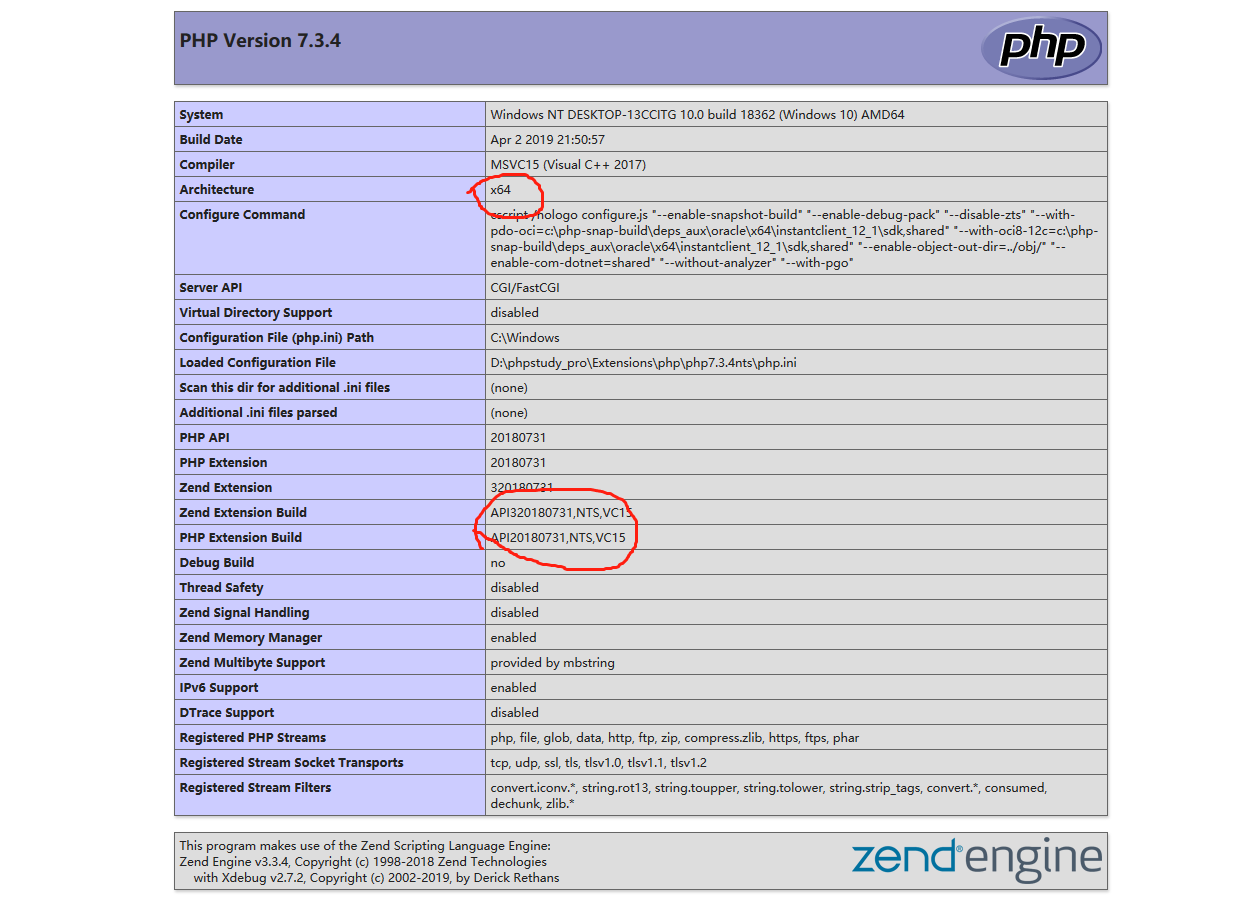 PHP Version 7.3.4
php
System Windows NT DESKTOP-13CCITG 10.0 build 18362 (Windows 10) AMD64
Build Date Apr 2 2019 21:50:57
Compiler MSVC15 (Visual C++ 2017)
Architecture x64
Configure Command cscript /nologo configure.js "--enable-snapshot-build" "--enable-debug-pack" "--disable-zts" "--with-
pdo-oci=c:\php-snap-build\deps_aux\oracle\x64\instantclient_12_1\sdk,shared" "--with-oci8-12c=c:\php-
snap-build\deps_aux\oracle\x64\instantclient_12_1\sdk,shared" "--enable-object-out-dir=../obj/" "--
enable-com-dotnet=shared" "--without-analyzer" "--with-pgo"
Server API CGI/FastCGI
Virtual Directory Support disabled
Configuration File (php.ini) Path C:\Windows
Loaded Configuration File D:\phpstudy_pro\Extensions\php\php7.3.4nts\php.ini
Scan this dir for additional .ini files (none)
Additional .ini files parsed (none)
PHP API 20180731
PHP Extension 20180731
Zend Extension 320180731
Zend Extension Build API320180731,NTS,VC15
PHP Extension Build API20180731,NTS,VC15
Debug Build no
Thread Safety disabled
Zend Signal Handling disabled
Zend Memory Manager enabled
Zend Multibyte Support provided by mbstring
IPv6 Support enabled
DTrace Support disabled
Registered PHP Streams php, file, glob, data, http, ftp, zip, compress.zlib, https, ftps, phar
Registered Stream Socket Transports tcp, udp, ssl, tls, tlsv1.0, tlsv1.1, tlsv1.2
Registered Stream Filters convert.iconv.*, string.rot13, string.toupper, string.tolower, string.strip_tags, convert.*, consumed,
dechunk, zlib.*
This program makes use of the Zend Scripting Language Engine:
Zend Engine v3.3.4, Copyright (c) 1998-2018 Zend Technologies
with Xdebug v2.7.2, Copyright (c) 2002-2019, by Derick Rethans
zend® engine